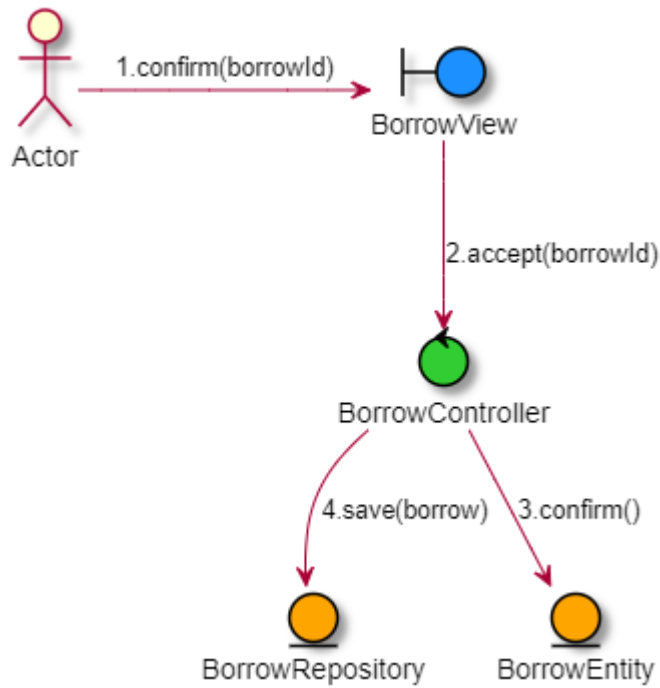 1.confirm(borrowId)
Actor
BorrowView
2.accept(borrowId)
BorrowController
4.save(borrow)
3.confirm()
BorrowRepository
BorrowEntity